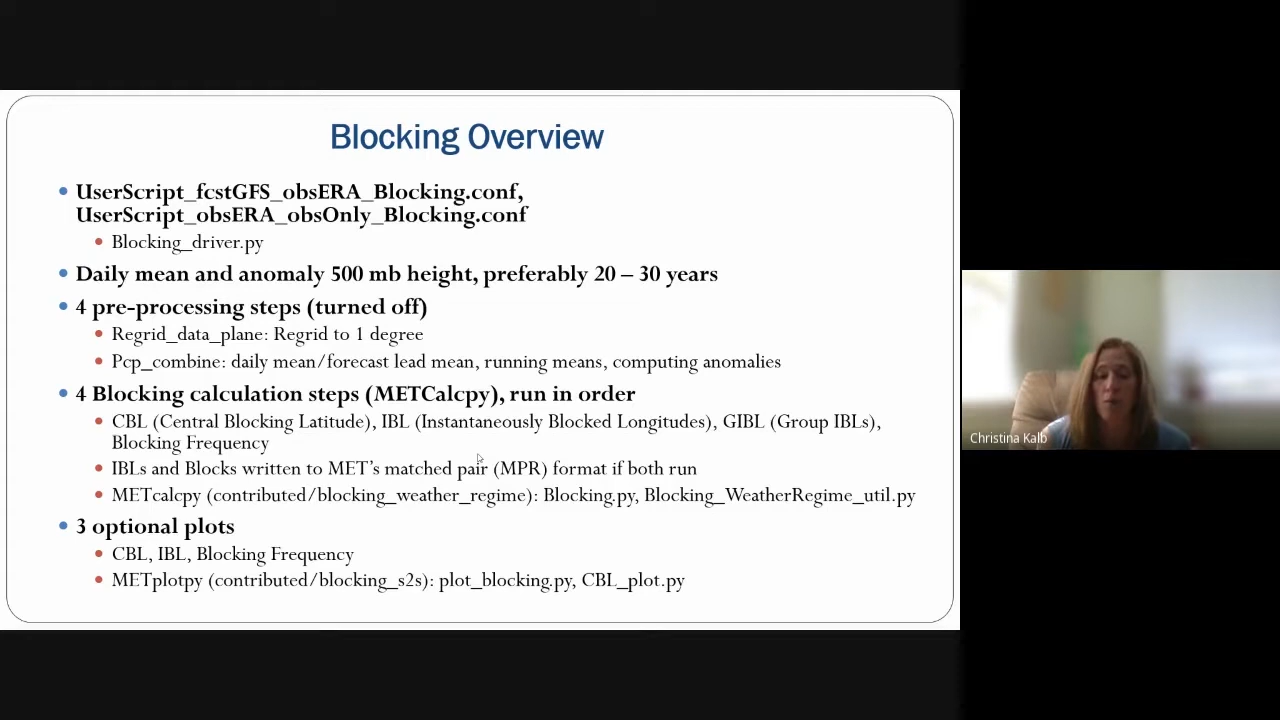 Blocking Overview
• UserScript_fcstGFS_obsERA_Blocking.conf,
UserScript_obsERA_obsOnly_Blocking.conf
• Blocking_driver.py
• Daily mean and anomaly 500 mb height, preferably 20 – 30 years
• 4 pre-processing steps (turned off)
• Regrid_data_plane: Regrid to 1 degree
• Pcp_combine: daily mean/forecast lead mean, running means, computing anomalies
• 4 Blocking calculation steps (METCalcpy), run in order
• CBL (Central Blocking Latitude), IBL (Instantaneously Blocked Longitudes), GIBL (Group IBLs),
Blocking Frequency
• IBLs and Blocks written to MET’s matched pair (MPR) format if both run
• METcalcpy (contributed/blocking_weather_regime): Blocking.py, Blocking_WeatherRegime_util.py
• 3 optional plots
• CBL, IBL, Blocking Frequency
• METplotpy (contributed/blocking_s2s): plot_blocking.py, CBL_plot.py
Christina Kalb